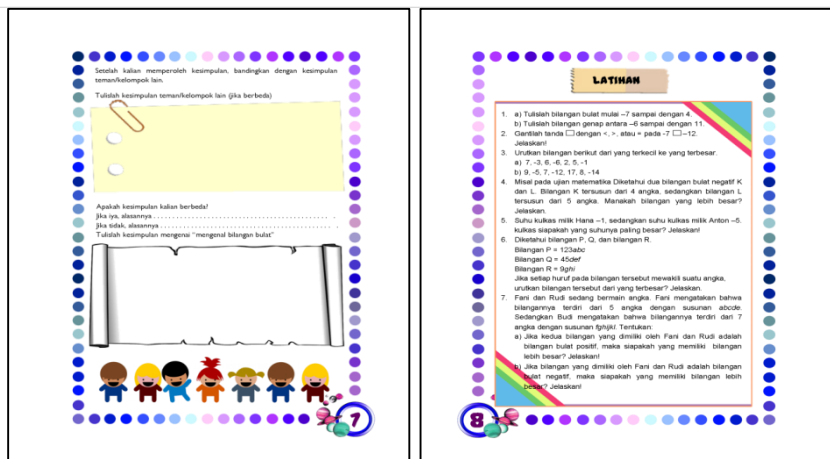 Setelah kalian memperoleh kesimpulan, bandingkan dengan kesimpulan
teman/kelompok lain.
Tulislah kesimpulan teman/kelompok lain (jika berbeda)
Apakah kesimpulan kalian berbeda?
Jika iya, alasannya . . . . . . . . . . . . . . . . . . . . . . . . . . . . . . . . . . . . . . . . .
Jika tidak, alasannya . . . . . . . . . . . . . . . . . . . . . . . . . . . . . . . . . . . . . . . .
Tulislah kesimpulan mengenai "mengenal bilangan bulat"
7
LATIHAN
1. a) Tulislah bilangan bulat mulai –7 sampai dengan 4.
b) Tulislah bilangan genap antara –6 sampai dengan 11.
2. Gantilah tanda □ dengan <, >, atau = pada -7 □ –12.
Jelaskan!
3. Urutkan bilangan berikut dari yang terkecil ke yang terbesar.
a) 7, -3, 6, -6, 2, 5, -1
b) 9, -5, 7, -12, 17, 8, -14
4. Misal pada ujian matematika Diketahui dua bilangan bulat negatif K
dan L. Bilangan K tersusun dari 4 angka, sedangkan bilangan L
tersusun dari 5 angka. Manakah bilangan yang lebih besar?
Jelaskan.
5. Suhu kulkas milik Hana –1, sedangkan suhu kulkas milik Anton –5.
kulkas siapakah yang suhunya paling besar? Jelaskan!
6. Diketahui bilangan P, Q, dan bilangan R.
Bilangan P = 123abc
Bilangan Q = 45def
Bilangan R = 9ghi
Jika setiap huruf pada bilangan tersebut mewakili suatu angka,
urutkan bilangan tersebut dari yang terbesar? Jelaskan.
7. Fani dan Rudi sedang bermain angka. Fani mengatakan bahwa
bilangannya terdiri dari 5 angka dengan susunan abcde.
Sedangkan Budi mengatakan bahwa bilangannya terdiri dari 7
angka dengan susunan fghijkl. Tentukan:
a) Jika kedua bilangan yang dimiliki oleh Fani dan Rudi adalah
bilangan bulat positif, maka siapakah yang memiliki bilangan
lebih besar? Jelaskan!
b) Jika bilangan yang dimiliki oleh Fani dan Rudi adalah bilangan
bulat negatif, maka siapakah yang memiliki bilangan lebih
besar? Jelaskan!
8